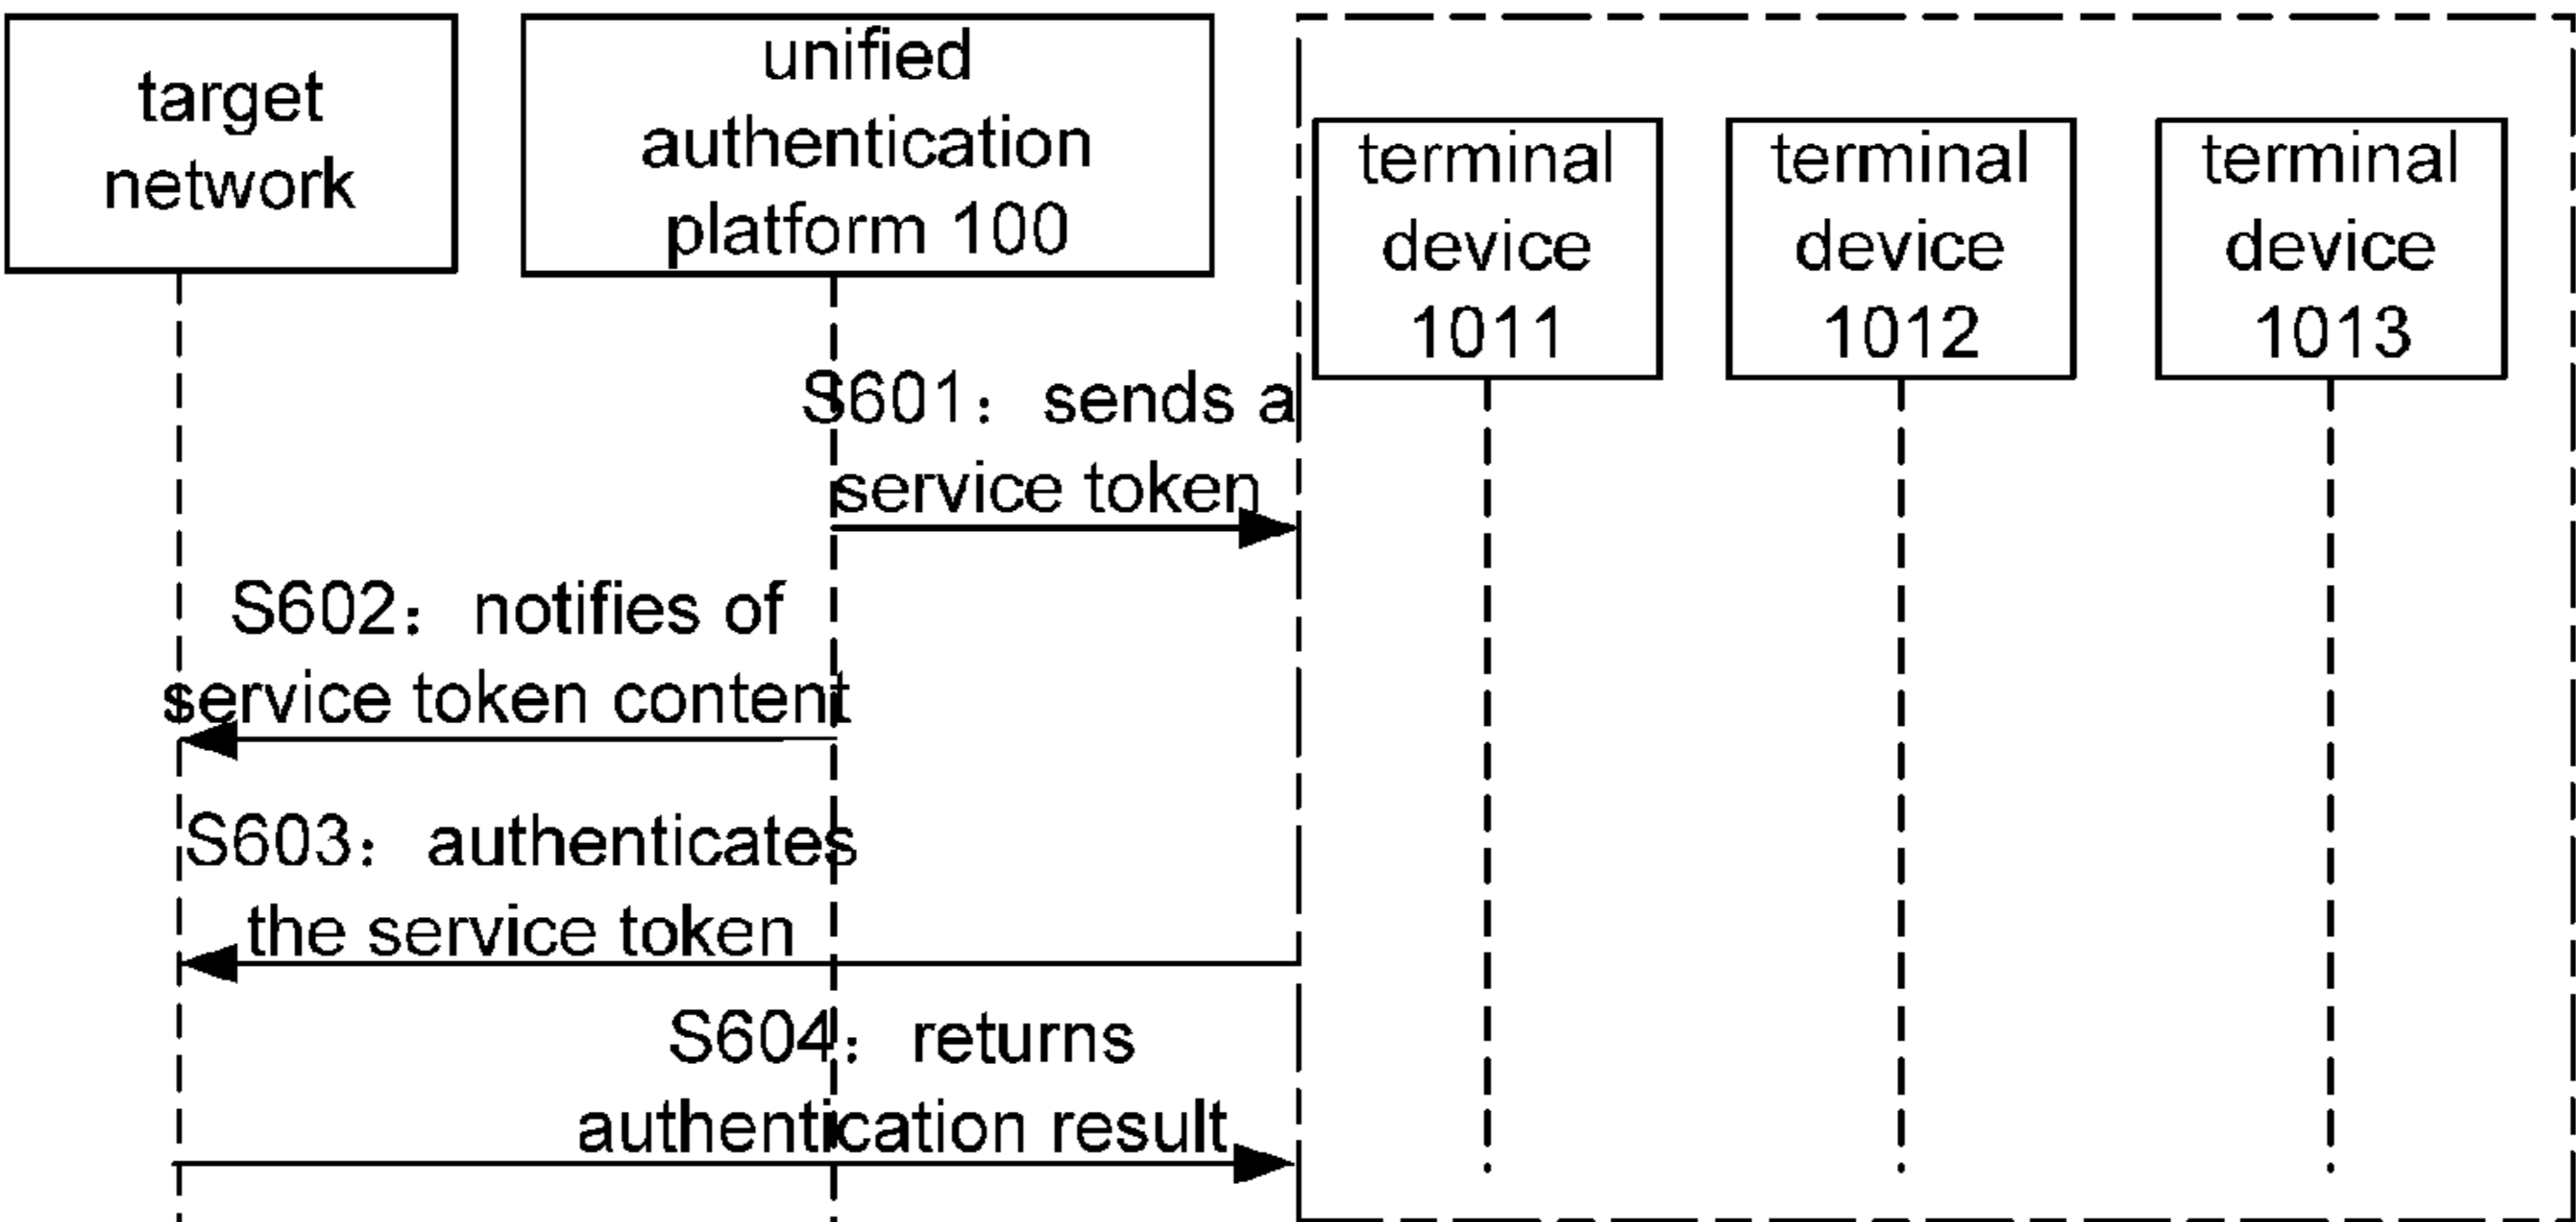 target
network
unified
authentication
platform 100
terminal
device
1011
terminal
device
1012
terminal
device
1013
S601：sends a
service token
S602：notifies of
service token content
S603：authenticates
the service token
S604：returns
authentication result